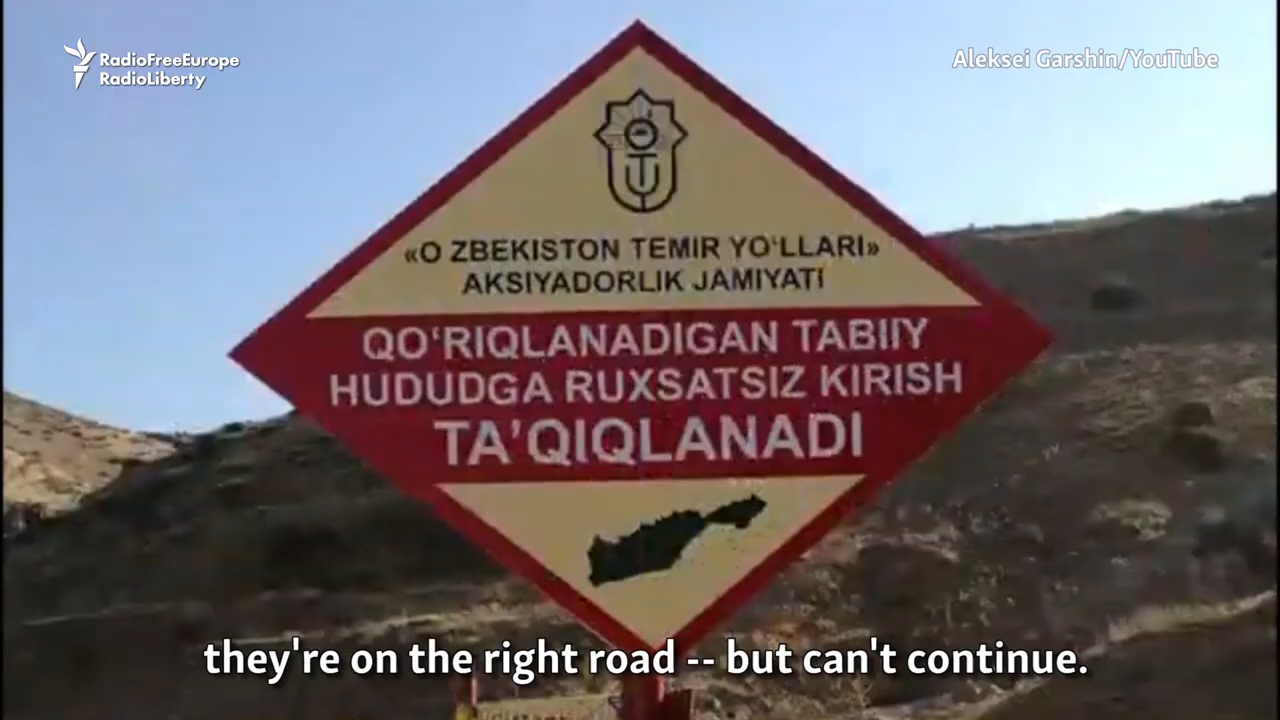 RadioFreeEurope
RadioLiberty
Aleksei Garshin/YouTube
«O ZBEKISTON TEMIR YO‘LLARI»
AKSIYADORLIK JAMIYATI
QO‘RIQLANADIGAN TABIIY
HUDUDGA RUXSATSIZ KIRISH
TA’QIQLANADI
they're on the right road -- but can't continue.